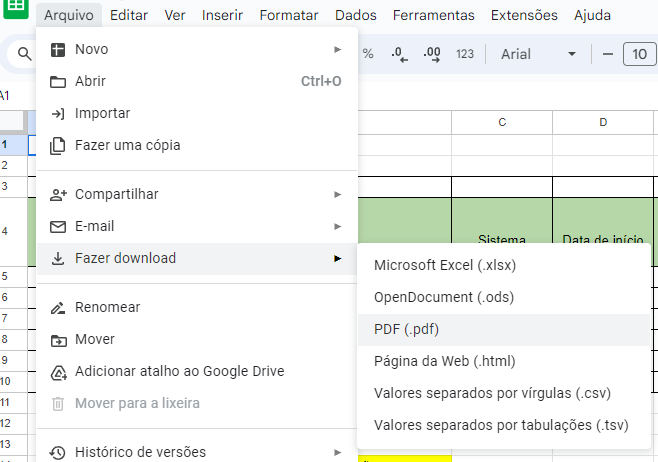 Arquivo Editar Ver Inserir Formatar Dados Ferramentas Extensões Ajuda
% .0 .00 123 Arial 10
A1
C D
1
2
3
4
Sistema Data de início
5
6
7
8
9
10
11
12
13
Novo
Abrir Ctrl+O
Importar
Fazer uma cópia
Compartilhar
E-mail
Fazer download
Renomear
Mover
Adicionar atalho ao Google Drive
Mover para a lixeira
Histórico de versões
Microsoft Excel (.xlsx)
OpenDocument (.ods)
PDF (.pdf)
Página da Web (.html)
Valores separados por vírgulas (.csv)
Valores separados por tabulações (.tsv)